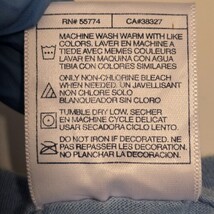 RN# 55774 CA#38327
MACHINE WASH WARM WITH LIKE
COLORS, LAVER EN MACHINE A
TIEDE AVEC MEMES COULEURS
LAVAR EN MAQUINA CON AGUA
TIBIA CON COLORES SIMILARES
ONLY NON-CHLORINE BLEACH
WHEN NEEDED. UN JAVELLISANT
NON CHLORE SOLO
BLANQUEADOR SIN CLORO
TUMBLE DRY LOW, SECHER
EN MACHINE CYCLE DELICAT
USAR SECADORA CICLO LENTO
DO NOT IRON IF DECORATED. NE
PAS REPASSER LES DECORATION
NO PLANCHAR LA DECORACION.